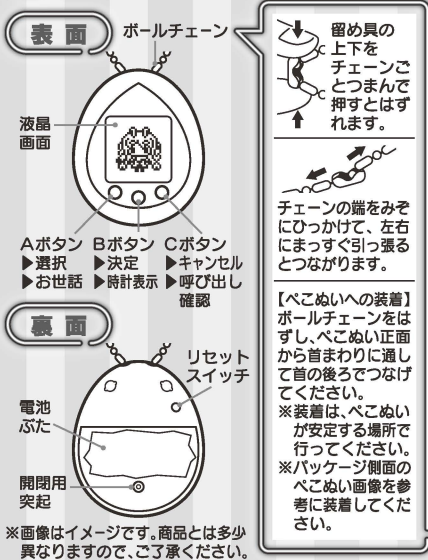 表面
ボールチェーン
液晶
画面
Aボタン
▶選択
▶お世話
Bボタン
▶決定
▶時計表示
Cボタン
▶キャンセル
▶呼び出し
確認
裏面
リセット
スイッチ
電池
ぶた
開閉用
突起
※画像はイメージです。商品とは多少
異なりますので、ご了承ください。
留め具の
上下を
チェーンご
とつまんで
押すとはず
れます。
チェーンの端をみぞ
にひっかけて、左右
にまっすぐ引っ張る
とつながります。
【ぺこぬいへの装着】
ボールチェーンをは
ずし、ぺこぬい正面
から首まわりに通し
て首の後ろでつなげ
てください。
※装着は、ぺこぬい
が安定する場所で
行ってください。
※パッケージ側面の
ぺこぬい画像を参
考に装着してくだ
さい。